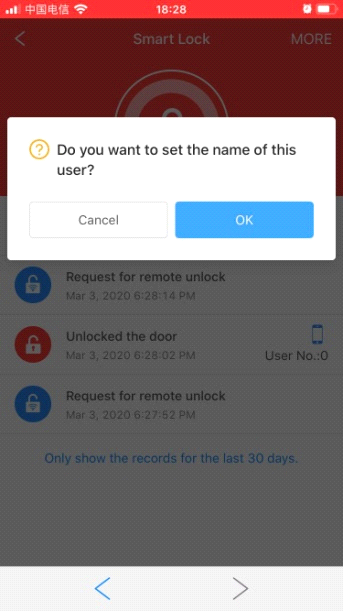 中国电信 18:28
Smart Lock MORE
Do you want to set the name of this
user?
Cancel OK
Request for remote unlock
Mar 3, 2020 6:28:14 PM
Unlocked the door
Mar 3, 2020 6:28:02 PM User No.:0
Request for remote unlock
Mar 3, 2020 6:27:52 PM
Only show the records for the last 30 days.